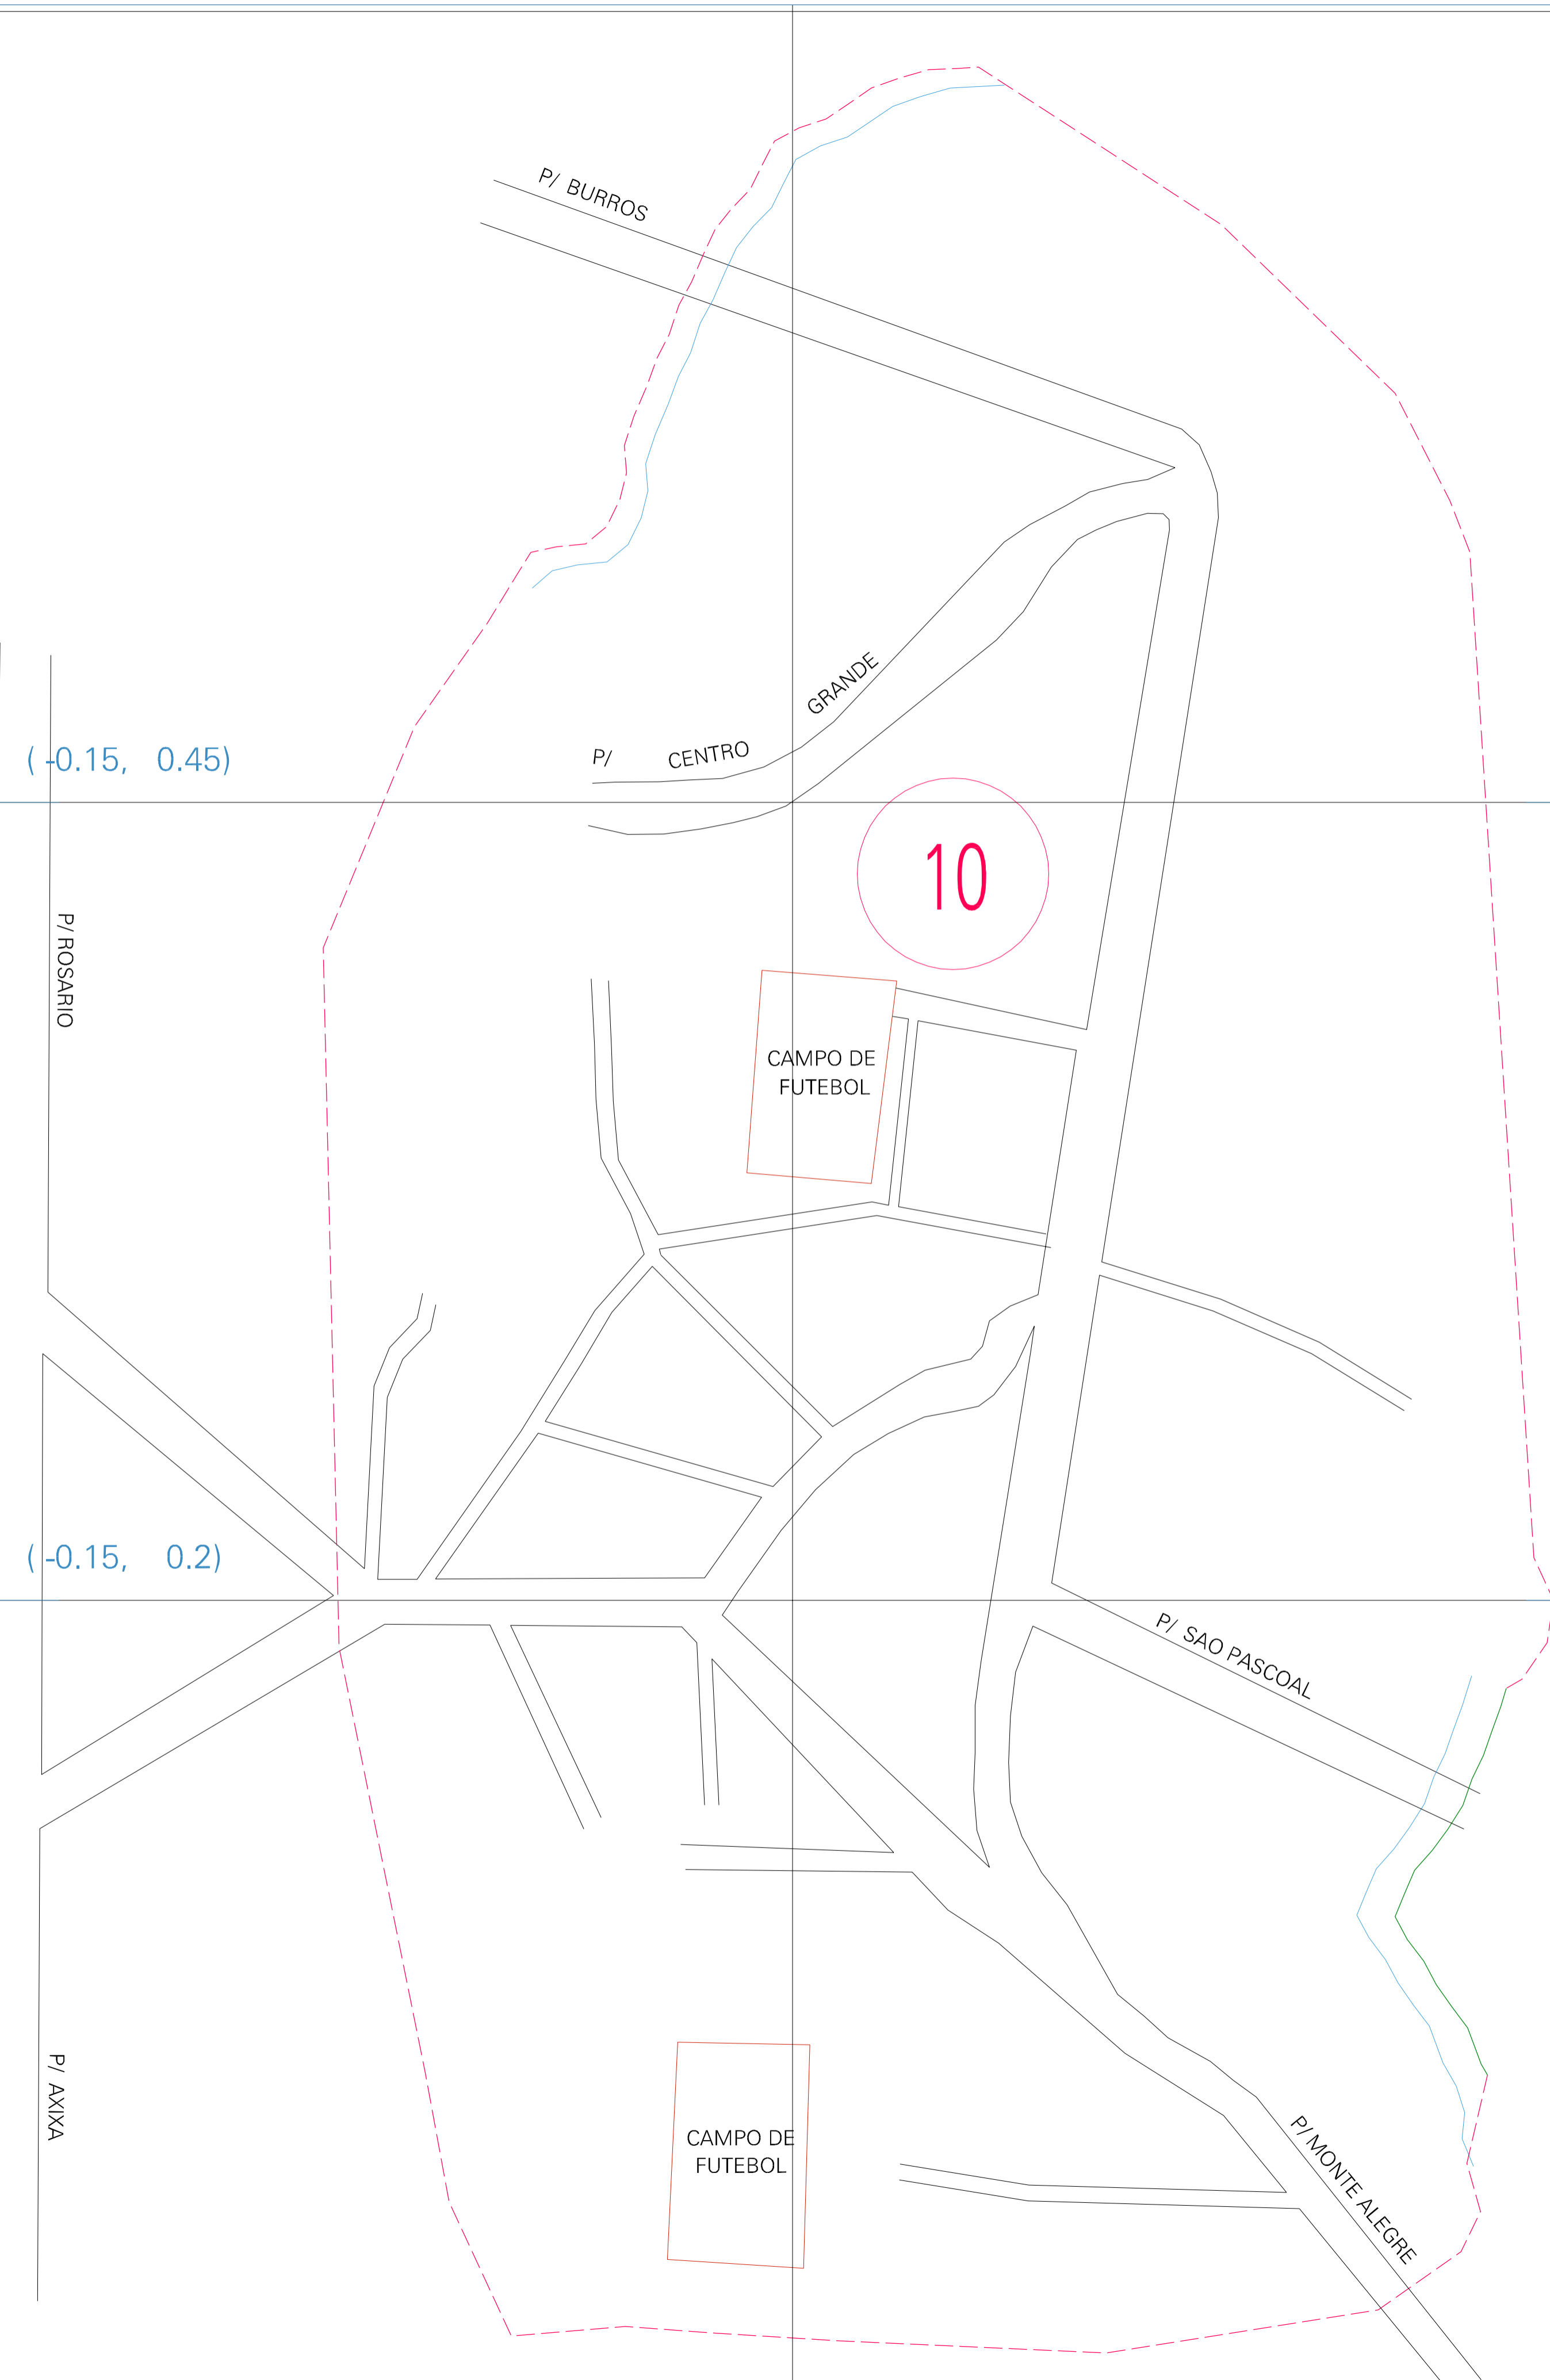 P/ BURROS
GRANDE
P/ CENTRO
( -0.15, 0.45)
10
P/ ROSARIO
CAMPO DE
FUTEBOL
( -0.15, 0.2)
P/ SAO PASCOAL
P/ AXIXA
CAMPO DE
FUTEBOL
P/ MONTE ALEGRE